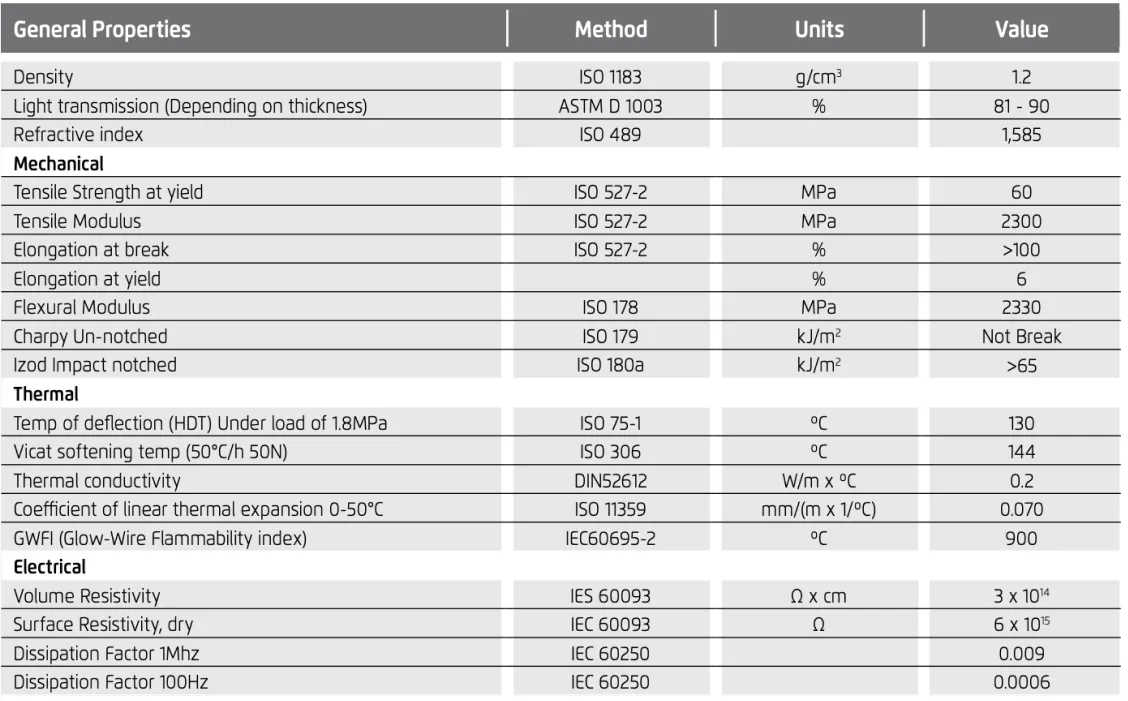 General Properties Method Units Value
Density ISO 1183 g/cm³ 1.2
Light transmission (Depending on thickness) ASTM D 1003 % 81 - 90
Refractive index ISO 489 1,585
Mechanical
Tensile Strength at yield ISO 527-2 MPa 60
Tensile Modulus ISO 527-2 MPa 2300
Elongation at break ISO 527-2 % >100
Elongation at yield % 6
Flexural Modulus ISO 178 MPa 2330
Charpy Un-notched ISO 179 kJ/m² Not Break
Izod Impact notched ISO 180a kJ/m² >65
Thermal
Temp of deflection (HDT) Under load of 1.8MPa ISO 75-1 ºC 130
Vicat softening temp (50°C/h 50N) ISO 306 ºC 144
Thermal conductivity DIN52612 W/m x ºC 0.2
Coefficient of linear thermal expansion 0-50°C ISO 11359 mm/(m x 1/ºC) 0.070
GWFI (Glow-Wire Flammability index) IEC60695-2 ºC 900
Electrical
Volume Resistivity IES 60093 Ω x cm 3 x 10¹⁴
Surface Resistivity, dry IEC 60093 Ω 6 x 10¹⁵
Dissipation Factor 1Mhz IEC 60250 0.009
Dissipation Factor 100Hz IEC 60250 0.0006